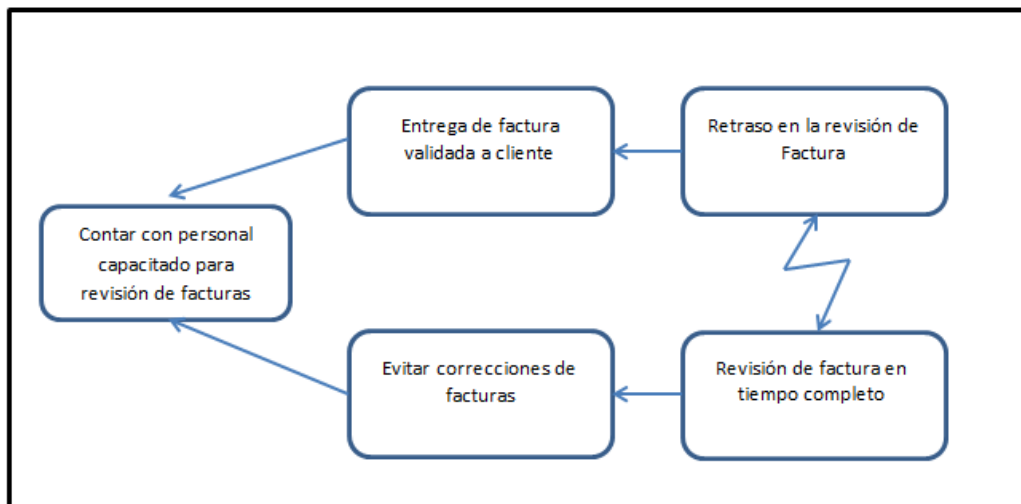 Entrega de factura
validada a cliente
Retraso en la revisión de
Factura
Contar con personal
capacitado para
revisión de facturas
Evitar correcciones de
facturas
Revisión de factura en
tiempo completo